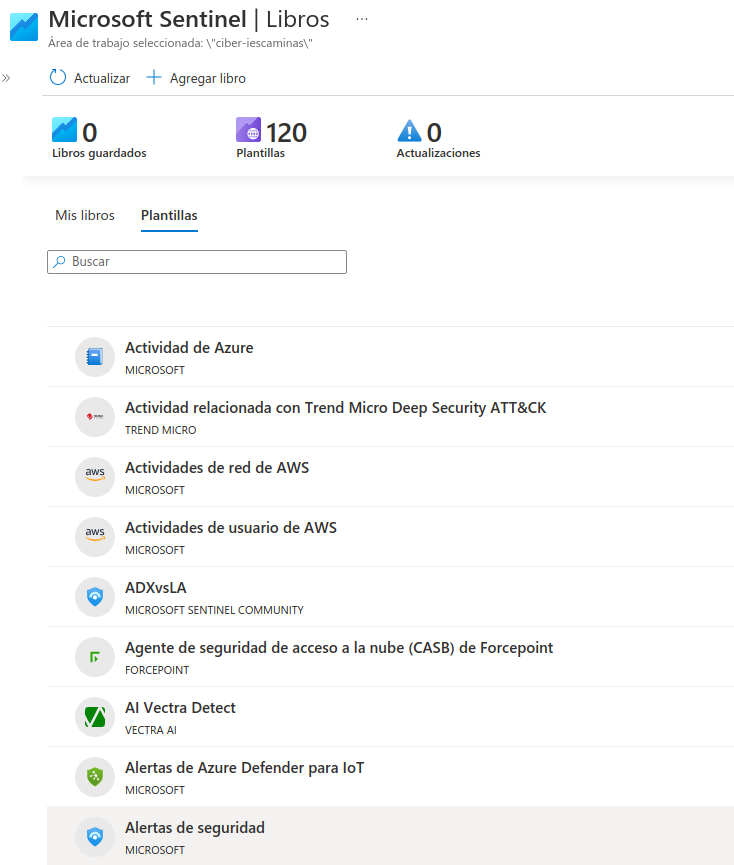 Microsoft Sentinel | Libros ...
Área de trabajo seleccionada: \"ciber-iescaminas\"
» Actualizar Agregar libro
0 120 0
Libros guardados Plantillas Actualizaciones
Mis libros Plantillas
Buscar
Actividad de Azure
MICROSOFT
Actividad relacionada con Trend Micro Deep Security ATT&CK
TREND MICRO
aws Actividades de red de AWS
MICROSOFT
aws Actividades de usuario de AWS
MICROSOFT
ADXvsLA
MICROSOFT SENTINEL COMMUNITY
Agente de seguridad de acceso a la nube (CASB) de Forcepoint
FORCEPOINT
AI Vectra Detect
VECTRA AI
Alertas de Azure Defender para IoT
MICROSOFT
Alertas de seguridad
MICROSOFT